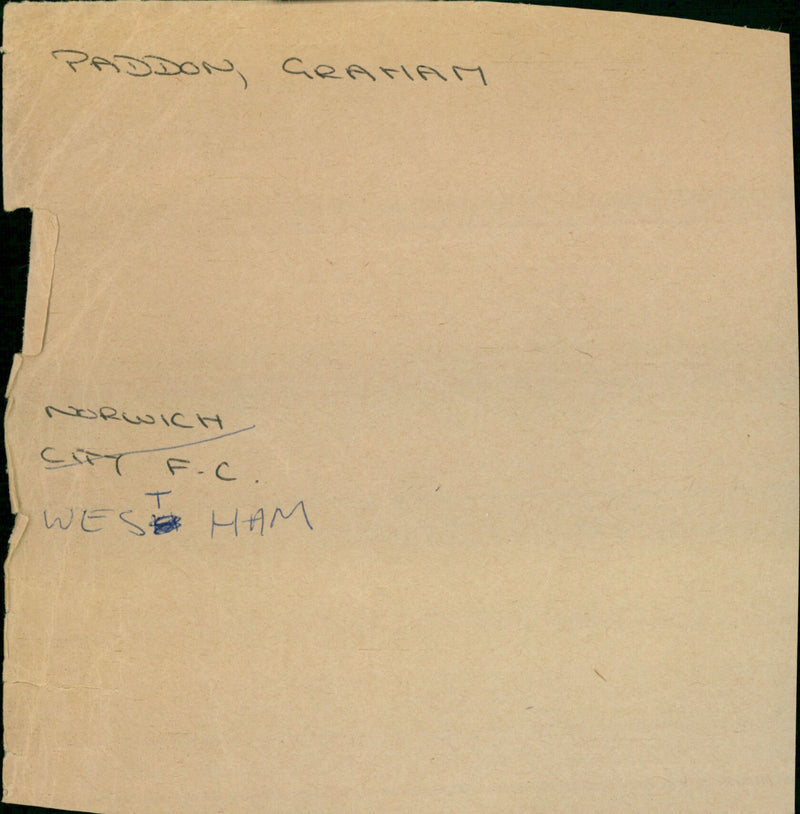 PADDON, GRAHAM
NORWICH
CITY F.C.
WEST HAM